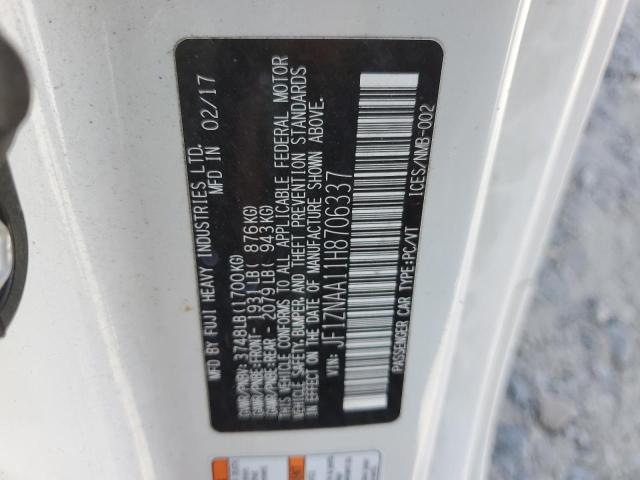 MFD BY FUJI HEAVY INDUSTRIES LTD.
MFD IN 02/17
GVWR/PNBV: 3748LB(1700KG)
GAWR/PNBE:FRONT- 1931LB( 876KG)
GAWR/PNBE:REAR - 2079LB( 943KG)
THIS VEHICLE CONFORMS TO ALL APPLICABLE FEDERAL MOTOR
VEHICLE SAFETY, BUMPER, AND THEFT PREVENTION STANDARDS
IN EFFECT ON THE DATE OF MANUFACTURE SHOWN ABOVE.
VIN: JF1ZNAA11H8706337
PASSENGER CAR TYPE:PC/VT
ICES/NMB-002